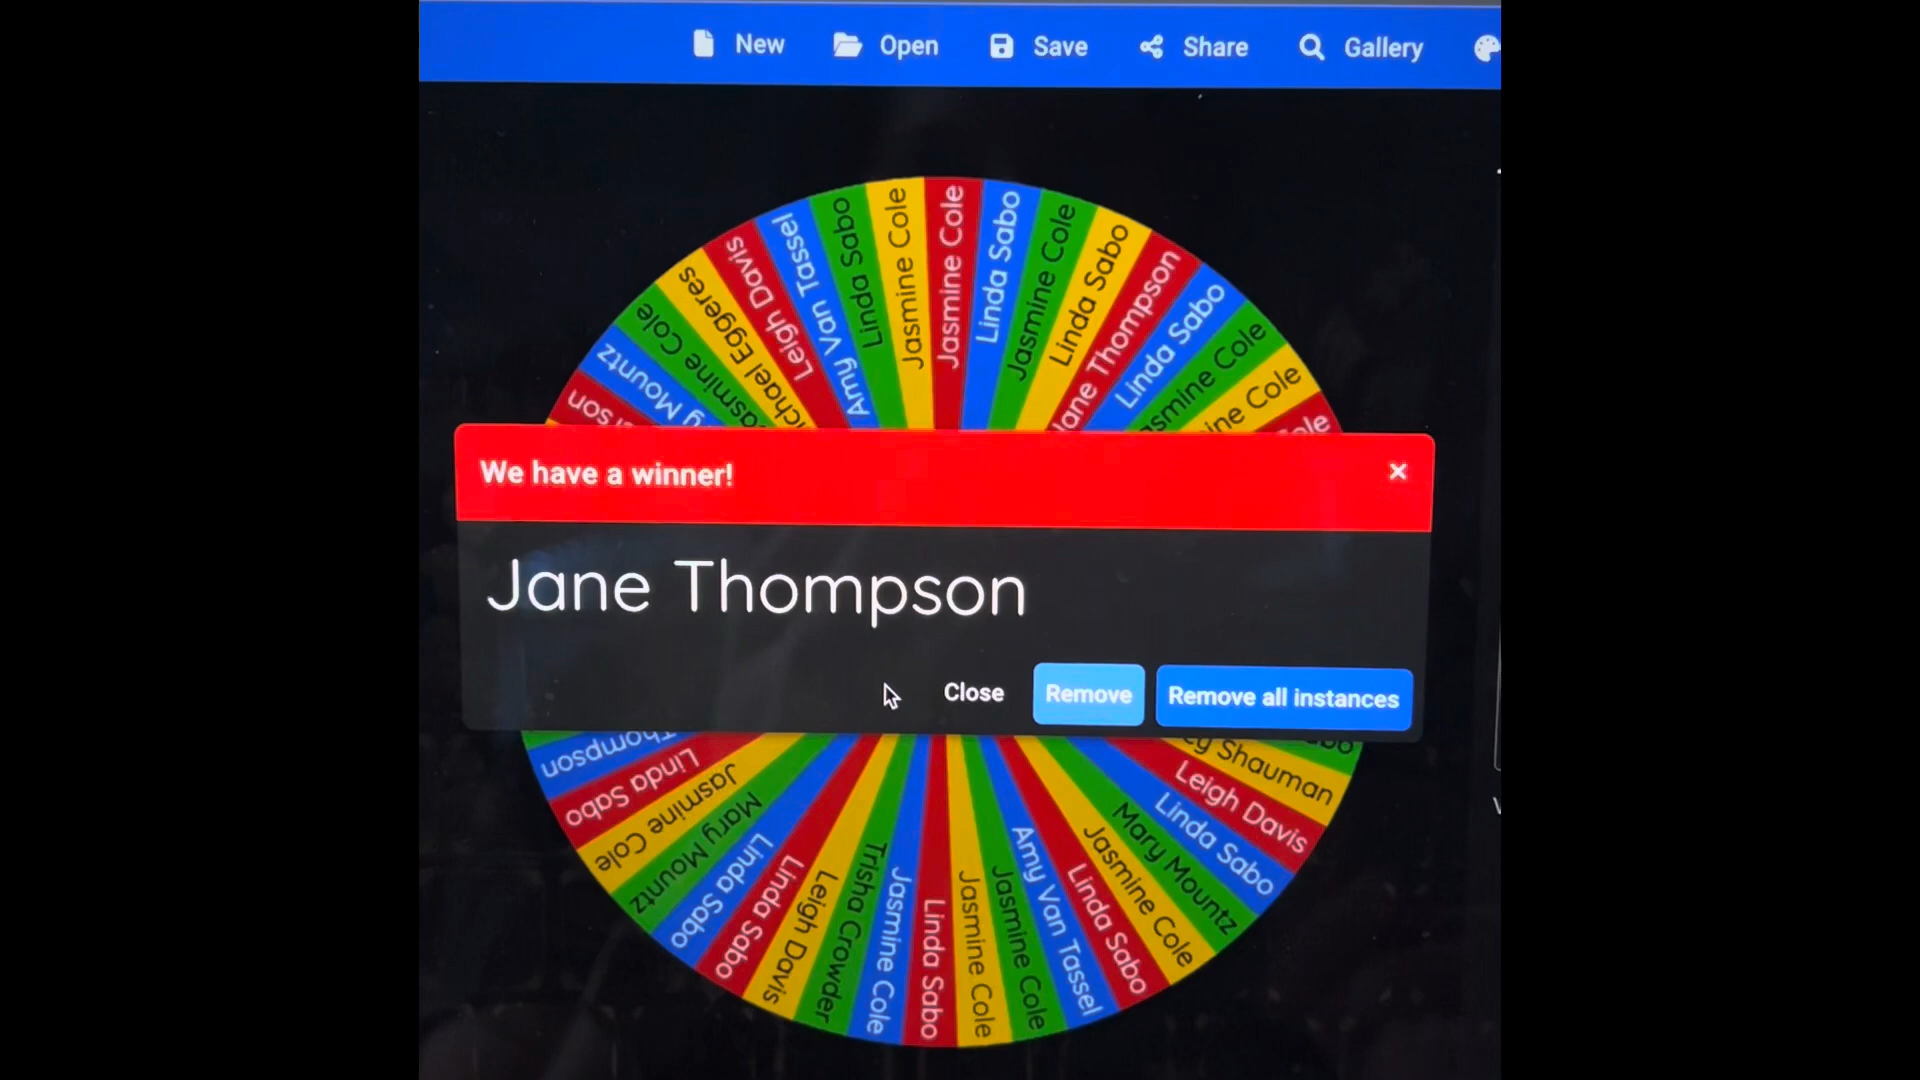 New Open Save Share Gallery
Mountz
Jasmine Cole
Michael Eggeres
Leigh Davis
Amy Van Tassel
Linda Sabo
Jasmine Cole
Jasmine Cole
Linda Sabo
Jasmine Cole
Linda Sabo
Jane Thompson
Linda Sabo
Jasmine Cole
ine Cole
ole
We have a winner!
Jane Thompson
Close Remove Remove all instances
Thompson
Linda Sabo
Jasmine Cole
Mary Mountz
Linda Sabo
Linda Sabo
Leigh Davis
Trisha Crowder
Jasmine Cole
Linda Sabo
Jasmine Cole
Jasmine Cole
Amy Van Tassel
Linda Sabo
Jasmine Cole
Mary Mountz
Linda Sabo
Leigh Davis
Shauman